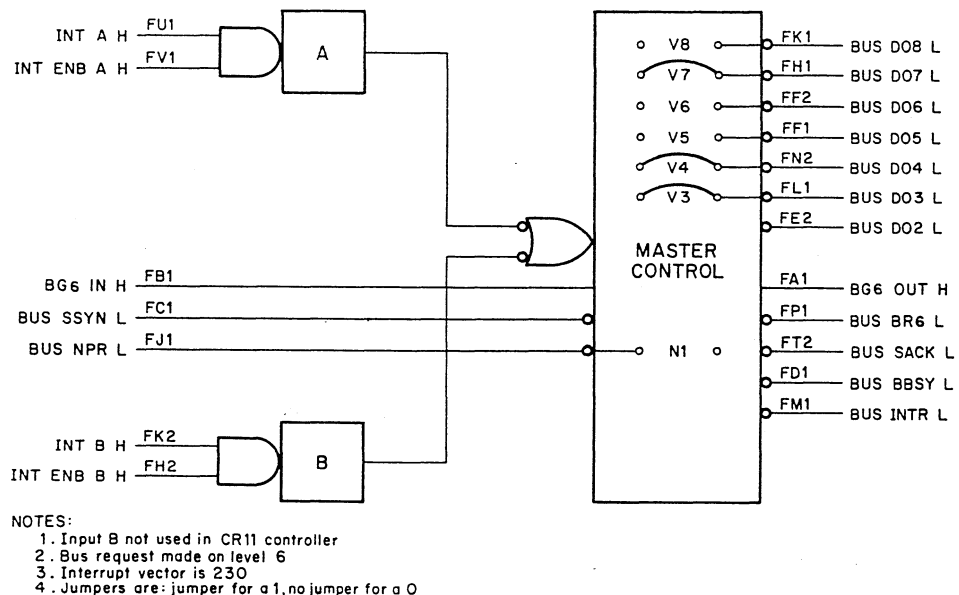 INT A H FU1
INT ENB A H FV1
A
V8 FK1 BUS D08 L
V7 FH1 BUS D07 L
V6 FF2 BUS D06 L
V5 FF1 BUS D05 L
V4 FN2 BUS D04 L
V3 FL1 BUS D03 L
FE2 BUS D02 L
MASTER
CONTROL
BG6 IN H FB1
FA1 BG6 OUT H
BUS SSYN L FC1
FP1 BUS BR6 L
BUS NPR L FJ1
N1 FT2 BUS SACK L
FD1 BUS BBSY L
FM1 BUS INTR L
INT B H FK2
INT ENB B H FH2
B
NOTES:
1. Input B not used in CR11 controller
2. Bus request made on level 6
3. Interrupt vector is 230
4. Jumpers are: jumper for a 1, no jumper for a 0